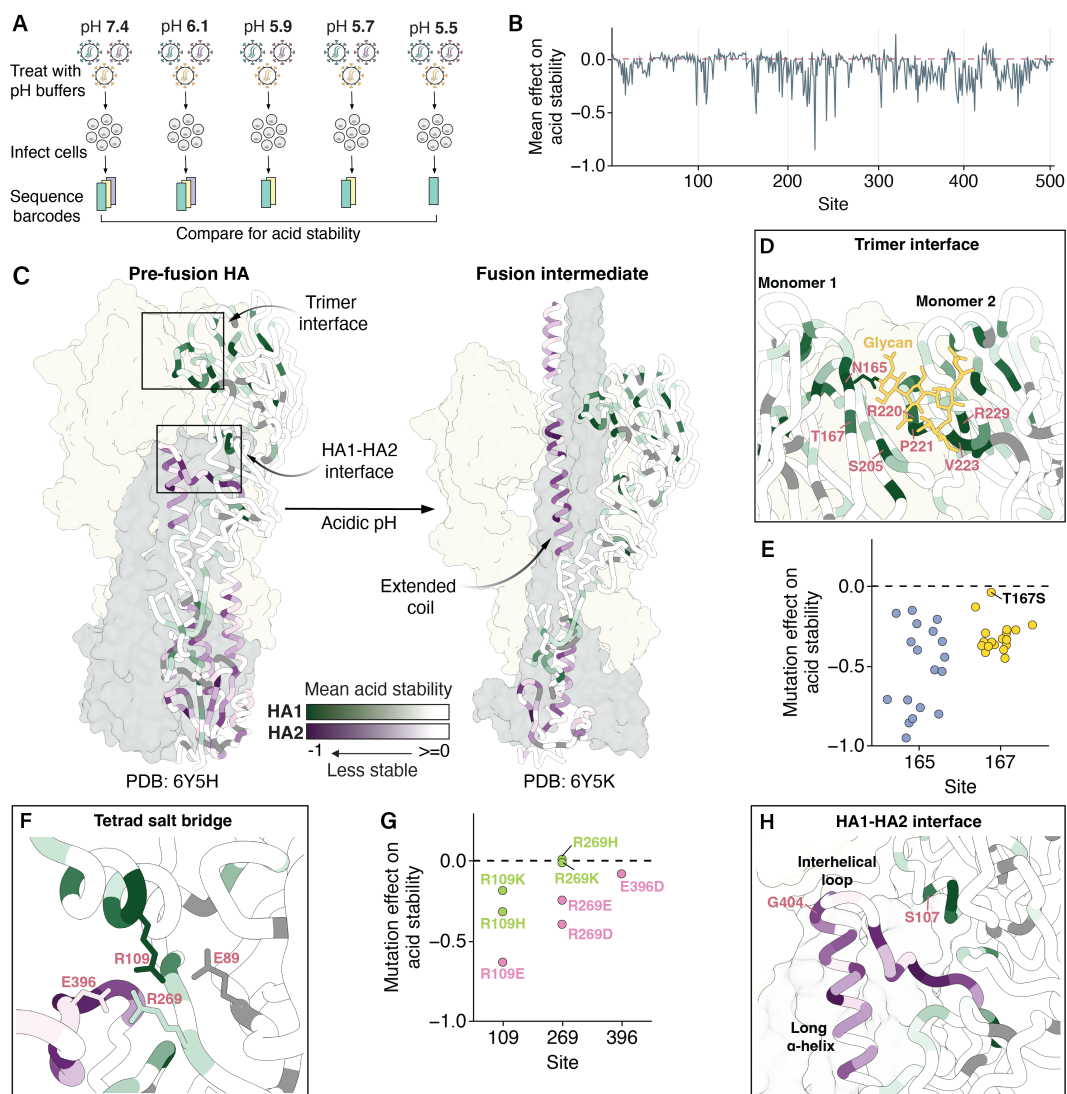 A
pH 7.4
pH 6.1
pH 5.9
pH 5.7
pH 5.5
Treat with
pH buffers
Infect cells
Sequence
barcodes
Compare for acid stability
B
Mean effect on
acid stability
0.0
−0.5
−1.0
100
200
300
400
500
Site
C
Pre-fusion HA
Fusion intermediate
Trimer
interface
HA1-HA2
interface
Acidic pH
Extended
coil
Mean acid stability
HA1
HA2
-1
>=0
Less stable
PDB: 6Y5H
PDB: 6Y5K
D
Trimer interface
Monomer 1
Monomer 2
Glycan
N165
R220
R229
T167
P221
S205
V223
E
Mutation effect on
acid stability
0.0
−0.5
−1.0
T167S
165
167
Site
F
Tetrad salt bridge
R109
E89
E396
R269
G
Mutation effect on
acid stability
0.0
−0.5
−1.0
R269H
R109K
R269K
E396D
R109H
R269E
R269D
R109E
109
269
396
Site
H
HA1-HA2 interface
Interhelical
loop
G404
S107
Long
α-helix